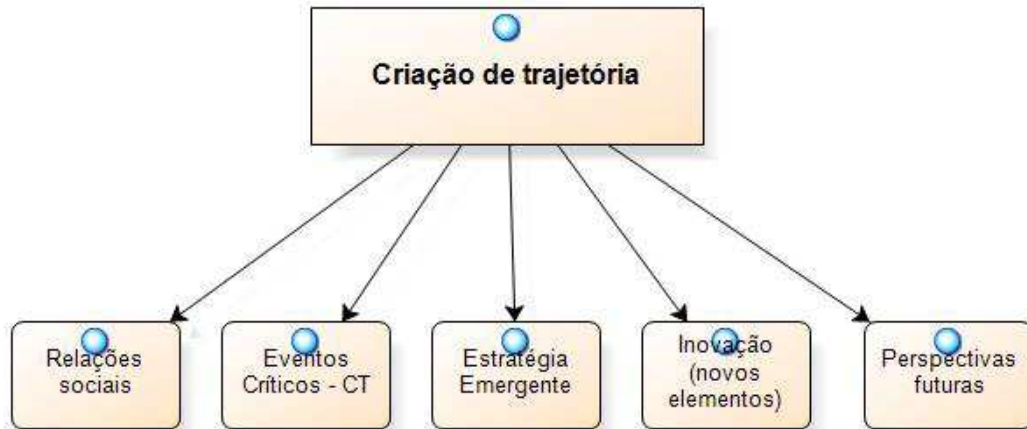 Criação de trajetória
Relações
sociais
Eventos
Críticos - CT
Estratégia
Emergente
Inovação
(novos
elementos)
Perspectivas
futuras